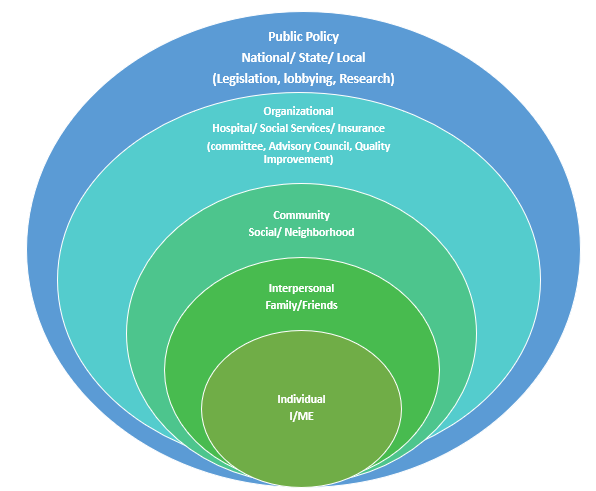 Public Policy
National/ State/ Local
(Legislation, lobbying, Research)
Organizational
Hospital/ Social Services/ Insurance
(committee, Advisory Council, Quality
Improvement)
Community
Social/ Neighborhood
Interpersonal
Family/Friends
Individual
I/ME